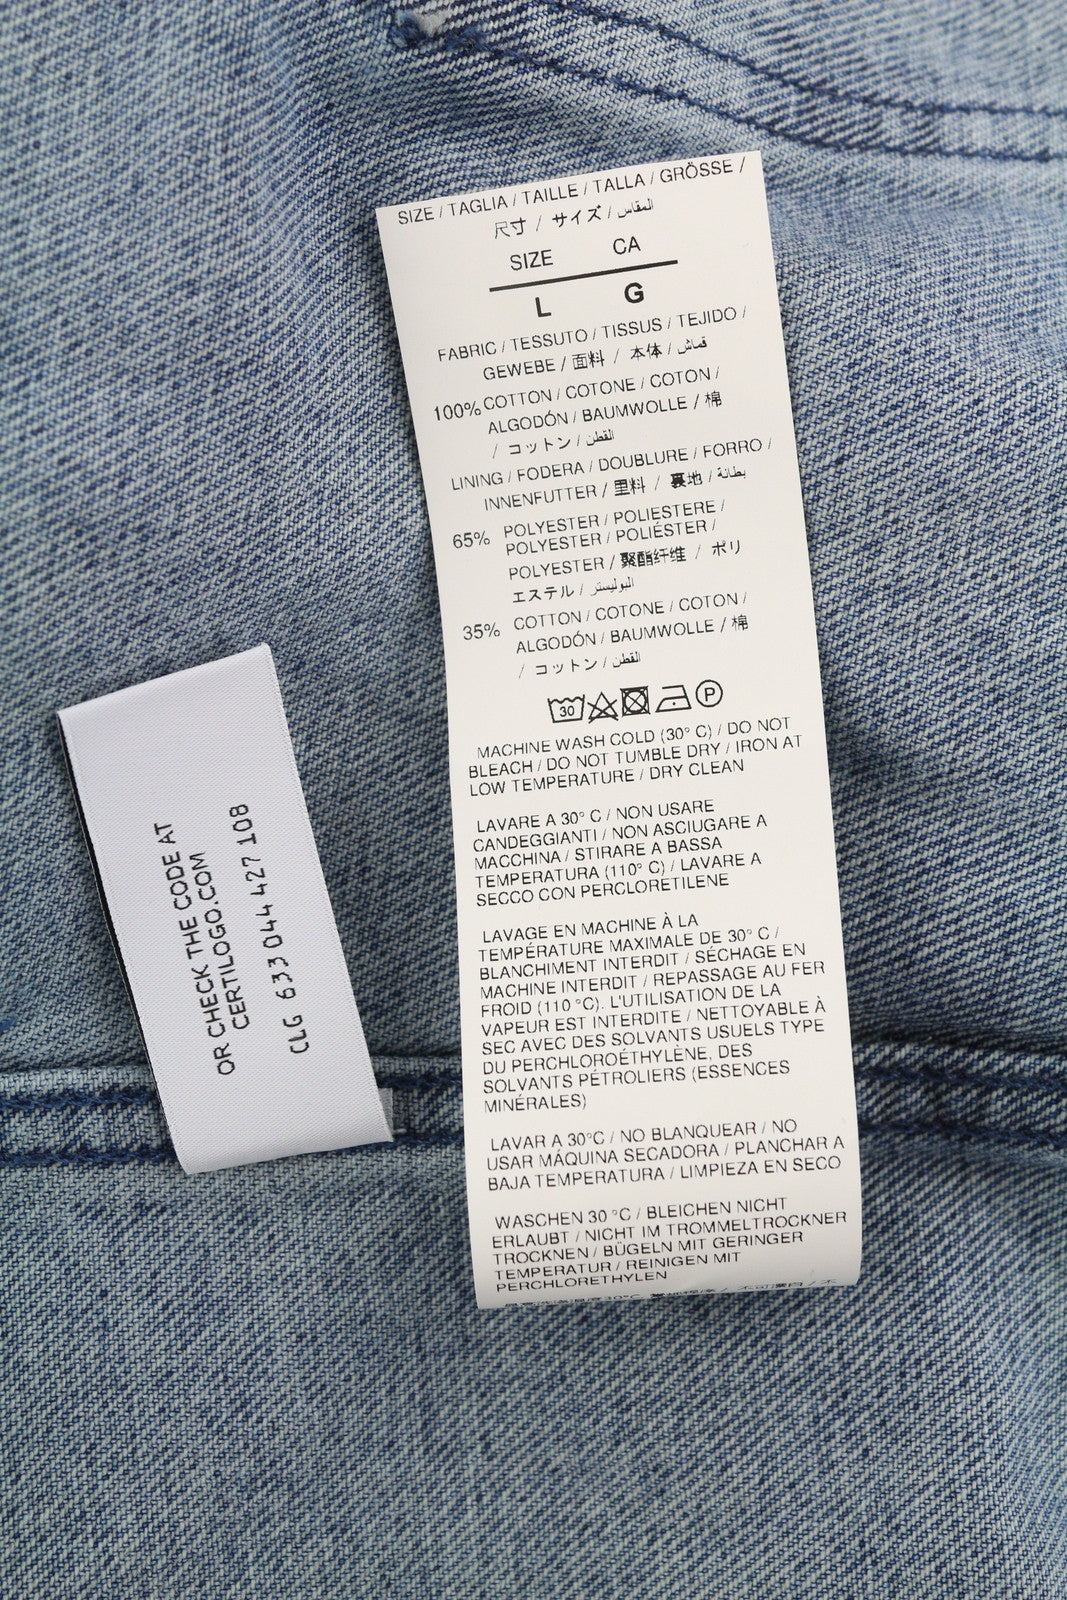 SIZE / TAGLIA / TAILLE / TALLA / GRÖSSE /
尺寸 / サイズ / المقاس
SIZE CA
L G
FABRIC / TESSUTO / TISSUS / TEJIDO /
GEWEBE / 面料 / 本体 / قماش
100% COTTON / COTONE / COTON /
ALGODÓN / BAUMWOLLE / 棉
/ コットン / القطن
LINING / FODERA / DOUBLURE / FORRO /
INNENFUTTER / 里料 / 裏地 / بطانة
65% POLYESTER / POLIESTERE /
POLYESTER / POLIÉSTER /
POLYESTER / 聚酯纤维 / ポリ
エステル / البوليستر
35% COTTON / COTONE / COTON /
ALGODÓN / BAUMWOLLE / 棉
/ コットン / القطن
30 P
MACHINE WASH COLD (30° C) / DO NOT
BLEACH / DO NOT TUMBLE DRY / IRON AT
LOW TEMPERATURE / DRY CLEAN
LAVARE A 30° C / NON USARE
CANDEGGIANTI / NON ASCIUGARE A
MACCHINA / STIRARE A BASSA
TEMPERATURA (110° C) / LAVARE A
SECCO CON PERCLORETILENE
LAVAGE EN MACHINE À LA
TEMPÉRATURE MAXIMALE DE 30° C /
BLANCHIMENT INTERDIT / SÉCHAGE EN
MACHINE INTERDIT / REPASSAGE AU FER
FROID (110 °C). L'UTILISATION DE LA
VAPEUR EST INTERDITE / NETTOYABLE À
SEC AVEC DES SOLVANTS USUELS TYPE
DU PERCHLOROÉTHYLÈNE, DES
SOLVANTS PÉTROLIERS (ESSENCES
MINÉRALES)
LAVAR A 30°C / NO BLANQUEAR / NO
USAR MÁQUINA SECADORA / PLANCHAR A
BAJA TEMPERATURA / LIMPIEZA EN SECO
WASCHEN 30 °C / BLEICHEN NICHT
ERLAUBT / NICHT IM TROMMELTROCKNER
TROCKNEN / BÜGELN MIT GERINGER
TEMPERATUR / REINIGEN MIT
PERCHLORETHYLEN
OR CHECK THE CODE AT
CERTILOGO.COM
CLG 633 044 427 108